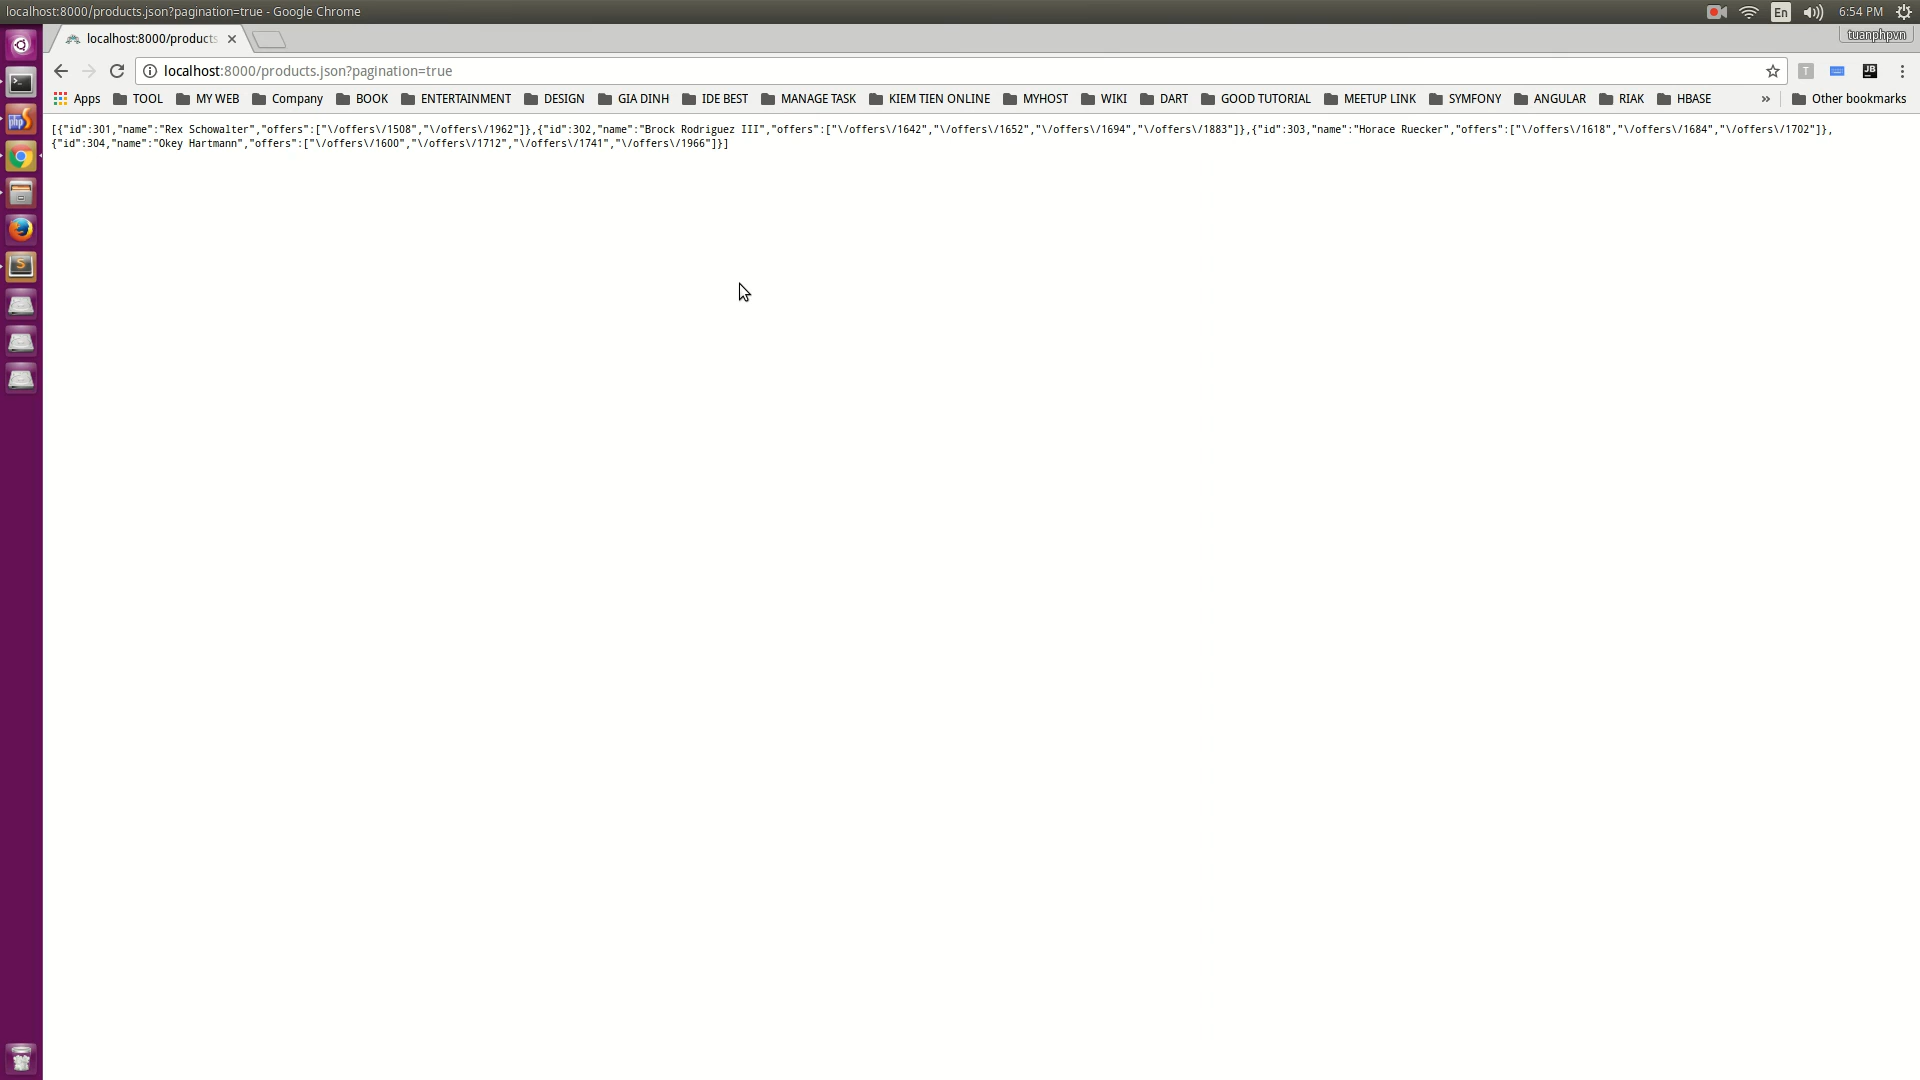 localhost:8000/products.json?pagination=true - Google Chrome
En
6:54 PM
localhost:8000/products
tuanphpvn
localhost:8000/products.json?pagination=true
T
JB
Apps TOOL MY WEB Company BOOK ENTERTAINMENT DESIGN GIA DINH IDE BEST MANAGE TASK KIEM TIEN ONLINE MYHOST WIKI DART GOOD TUTORIAL MEETUP LINK SYMFONY ANGULAR RIAK HBASE » Other bookmarks
[{"id":301,"name":"Rex Schowalter","offers":["\/offers\/1508","\/offers\/1962"]},{"id":302,"name":"Brock Rodriguez III","offers":["\/offers\/1642","\/offers\/1652","\/offers\/1694","\/offers\/1883"]},{"id":303,"name":"Horace Ruecker","offers":["\/offers\/1618","\/offers\/1684","\/offers\/1702"]},
{"id":304,"name":"Okey Hartmann","offers":["\/offers\/1600","\/offers\/1712","\/offers\/1741","\/offers\/1966"]}]
php
S